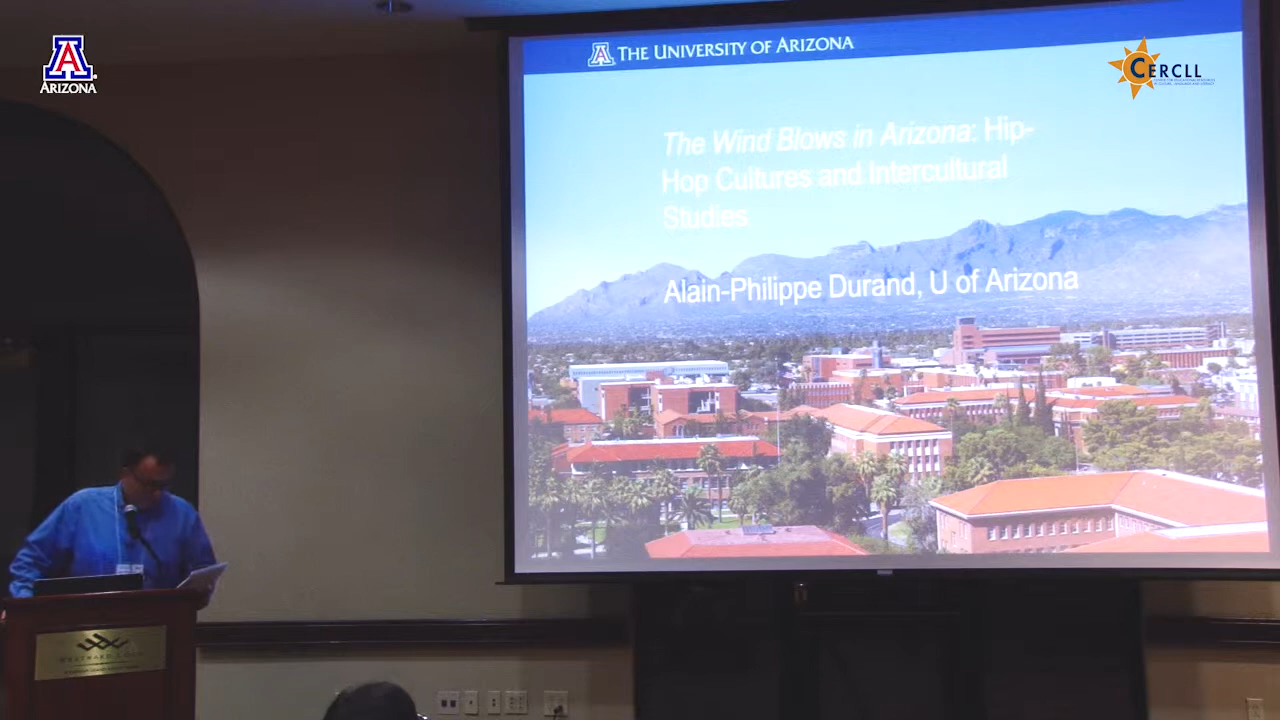 ARIZONA
THE UNIVERSITY OF ARIZONA
CERCLL
The Wind Blows in Arizona: Hip-
Hop Cultures and Intercultural
Studies
Alain-Philippe Durand, U of Arizona